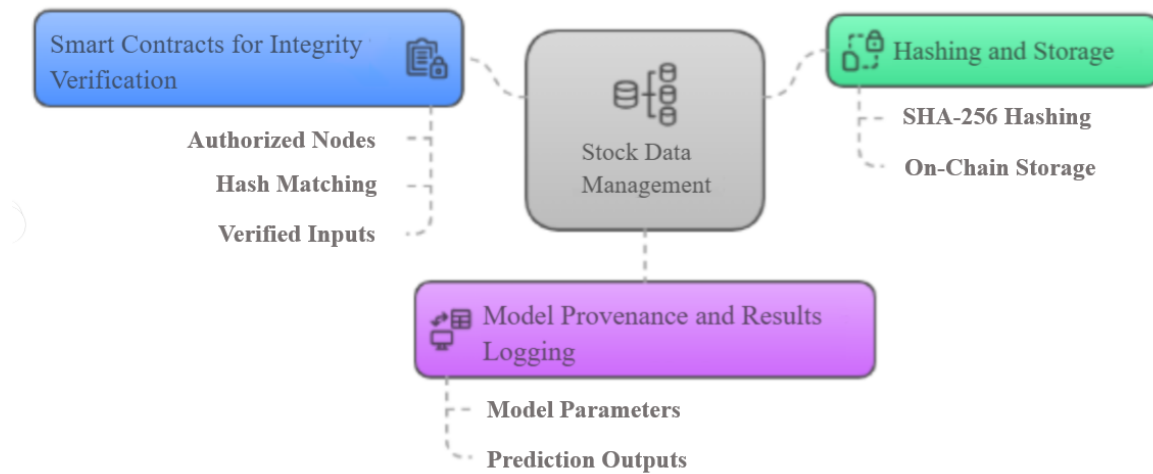 Smart Contracts for Integrity
Verification
Authorized Nodes
Hash Matching
Verified Inputs
Stock Data
Management
Hashing and Storage
SHA-256 Hashing
On-Chain Storage
Model Provenance and Results
Logging
Model Parameters
Prediction Outputs